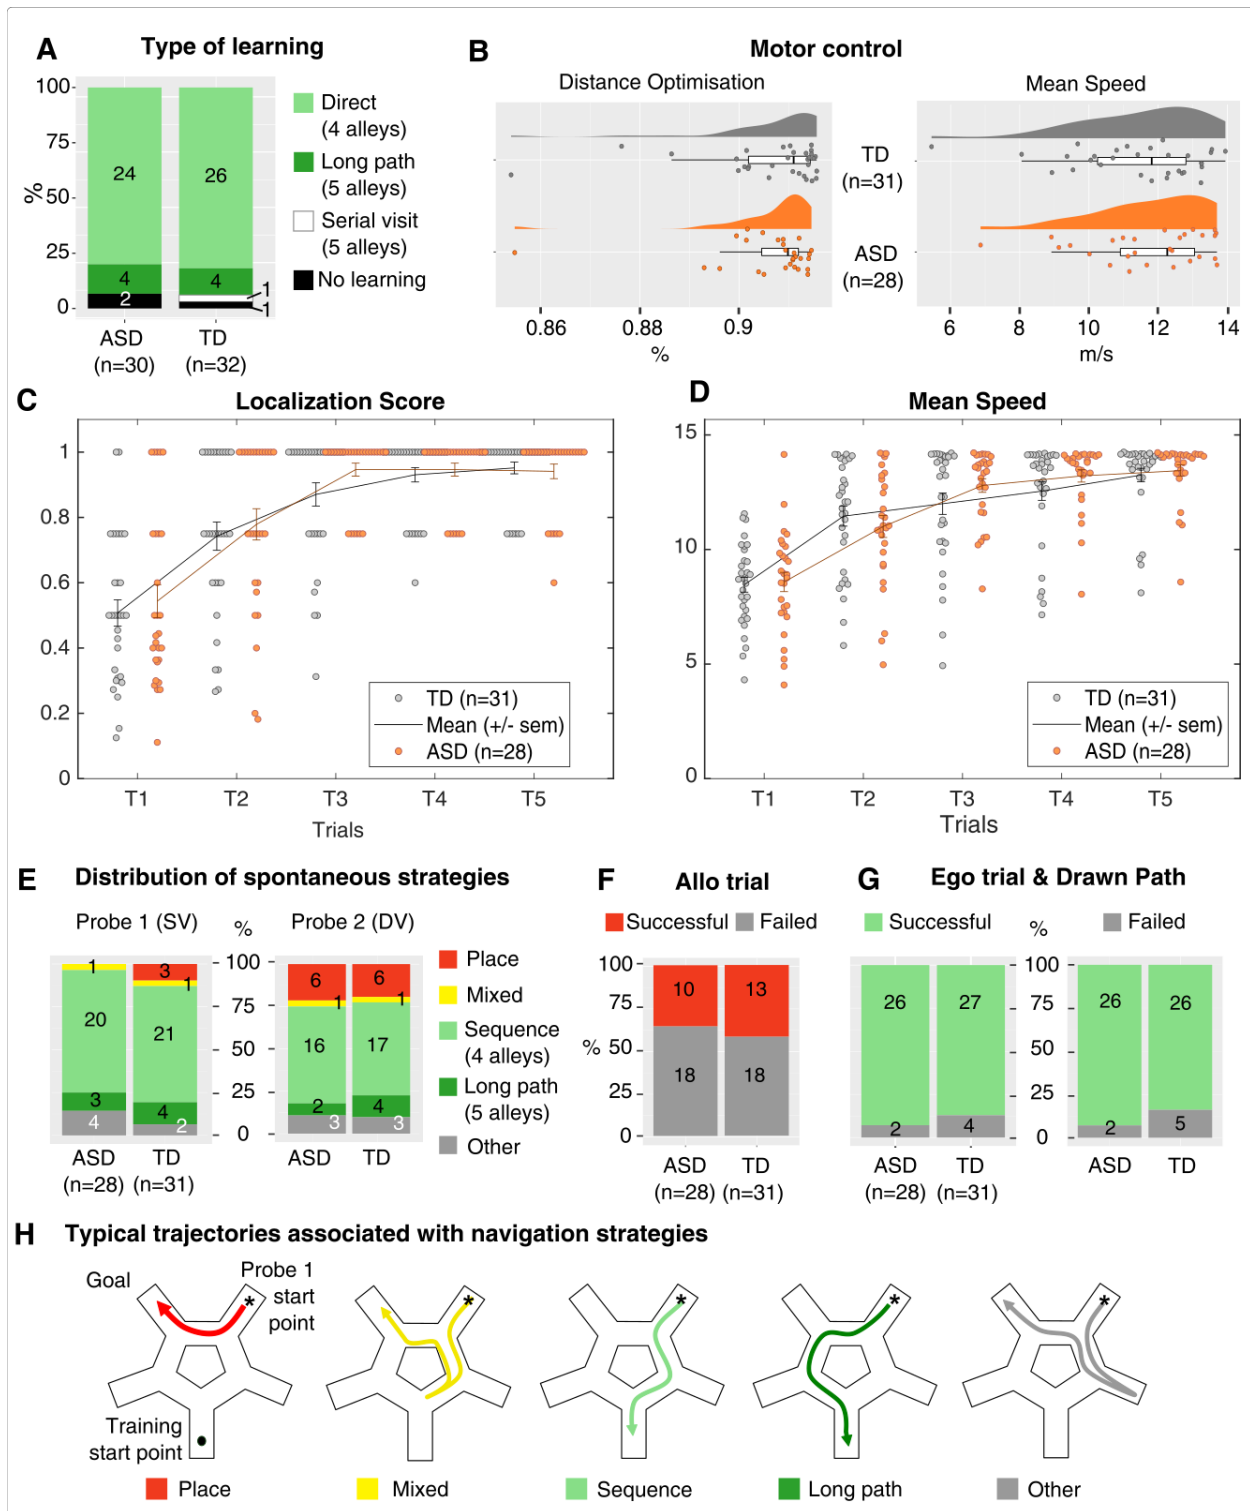 A
Type of learning
100
75
50
25
0
%
24
4
2
26
4
1
1
ASD
(n=30)
TD
(n=32)
Direct
(4 alleys)
Long path
(5 alleys)
Serial visit
(5 alleys)
No learning
B
Motor control
Distance Optimisation
Mean Speed
TD
(n=31)
ASD
(n=28)
0.86
0.88
0.9
%
6
8
10
12
14
m/s
C
Localization Score
1
0.8
0.6
0.4
0.2
0
TD (n=31)
Mean (+/- sem)
ASD (n=28)
T1
T2
T3
T4
T5
Trials
D
Mean Speed
15
10
5
0
TD (n=31)
Mean (+/- sem)
ASD (n=28)
T1
T2
T3
T4
T5
Trials
E
Distribution of spontaneous strategies
Probe 1 (SV)
%
Probe 2 (DV)
100
75
50
25
0
1
20
3
4
3
1
21
4
2
6
1
16
2
3
6
1
17
4
3
ASD
(n=28)
TD
(n=31)
ASD
TD
Place
Mixed
Sequence
(4 alleys)
Long path
(5 alleys)
Other
F
Allo trial
Successful
Failed
100
75
%
50
25
0
10
18
13
18
ASD
(n=28)
TD
(n=31)
G
Ego trial & Drawn Path
Successful
%
Failed
100
75
50
25
0
26
2
27
4
26
2
26
5
ASD
(n=28)
TD
(n=31)
100
75
50
25
0
ASD
TD
H
Typical trajectories associated with navigation strategies
Goal
Probe 1
start
point
*
*
*
*
*
Training
start point
Place
Mixed
Sequence
Long path
Other